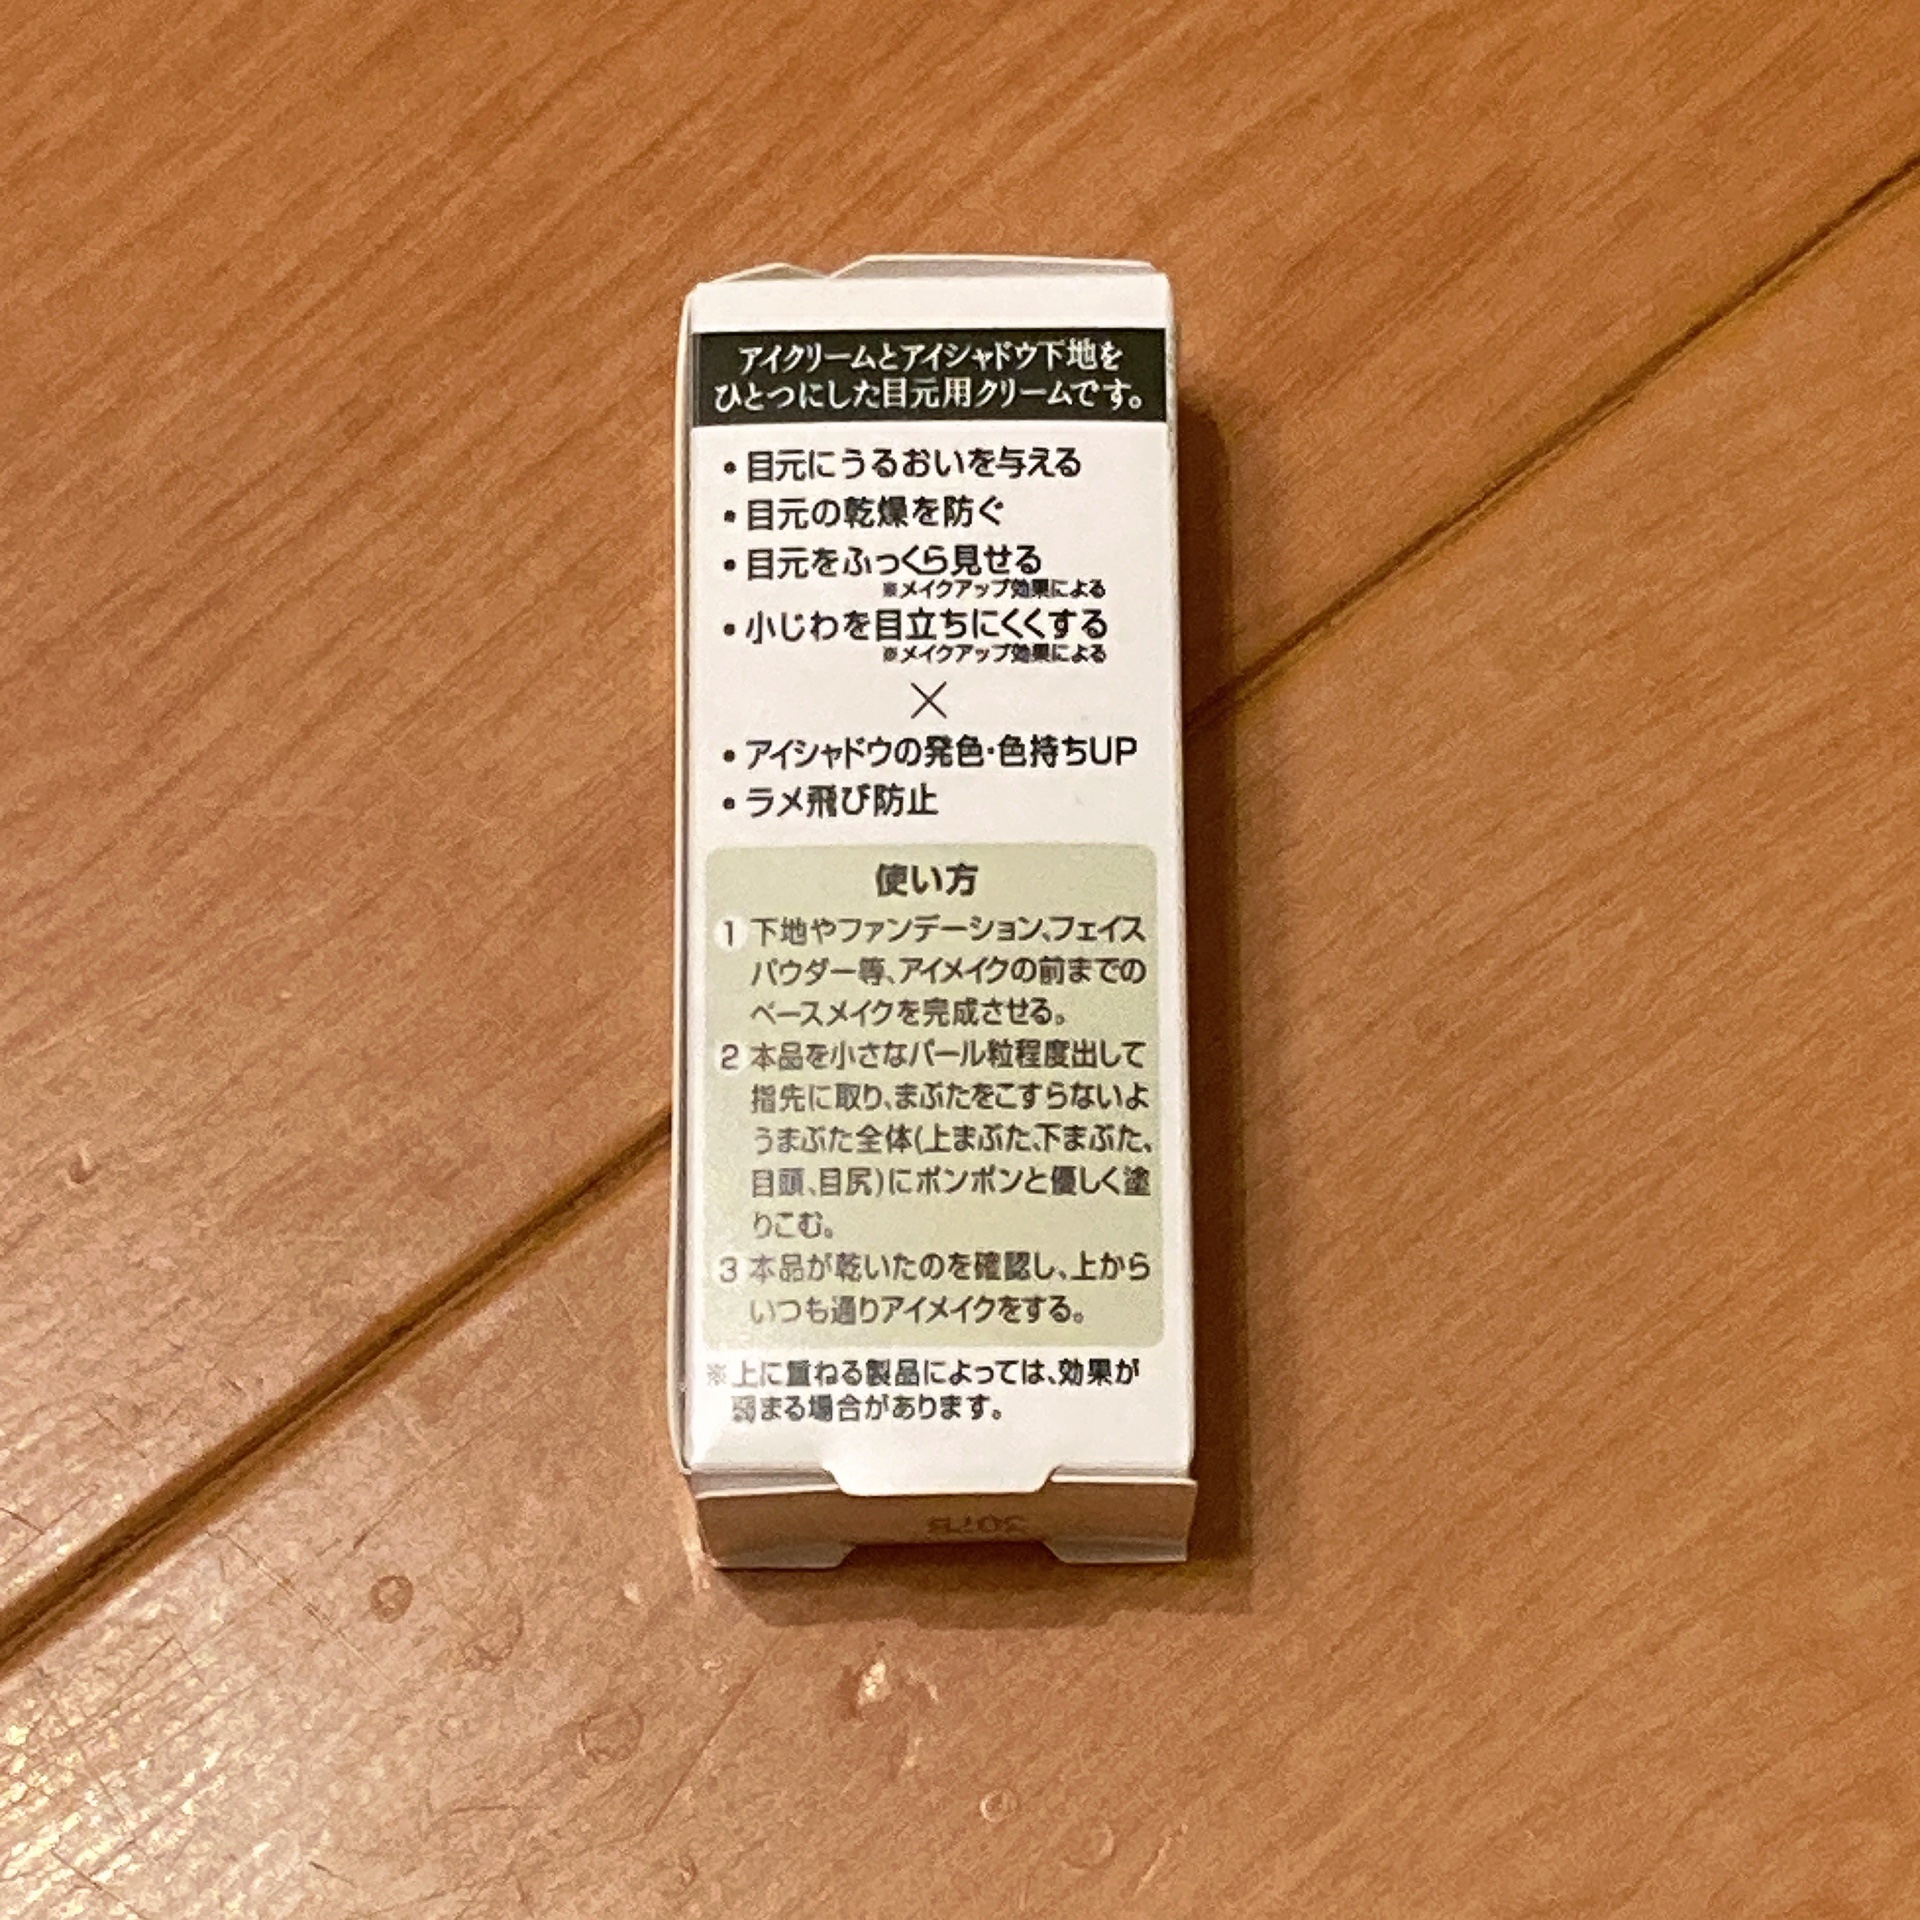 アイクリームとアイシャドウ下地を
ひとつにした目元用クリームです。
• 目元にうるおいを与える
• 目元の乾燥を防ぐ
• 目元をふっくら見せる
※メイクアップ効果による
• 小じわを目立ちにくくする
※メイクアップ効果による
×
• アイシャドウの発色・色持ちUP
• ラメ飛び防止
使い方
1 下地やファンデーション、フェイス
パウダー等、アイメイクの前までの
ベースメイクを完成させる。
2 本品を小さなパール粒程度出して
指先に取り、まぶたをこすらないよ
うまぶた全体(上まぶた、下まぶた、
目頭、目尻)にポンポンと優しく塗
りこむ。
3 本品が乾いたのを確認し、上から
いつも通りアイメイクをする。
※上に重ねる製品によっては、効果が
弱まる場合があります。